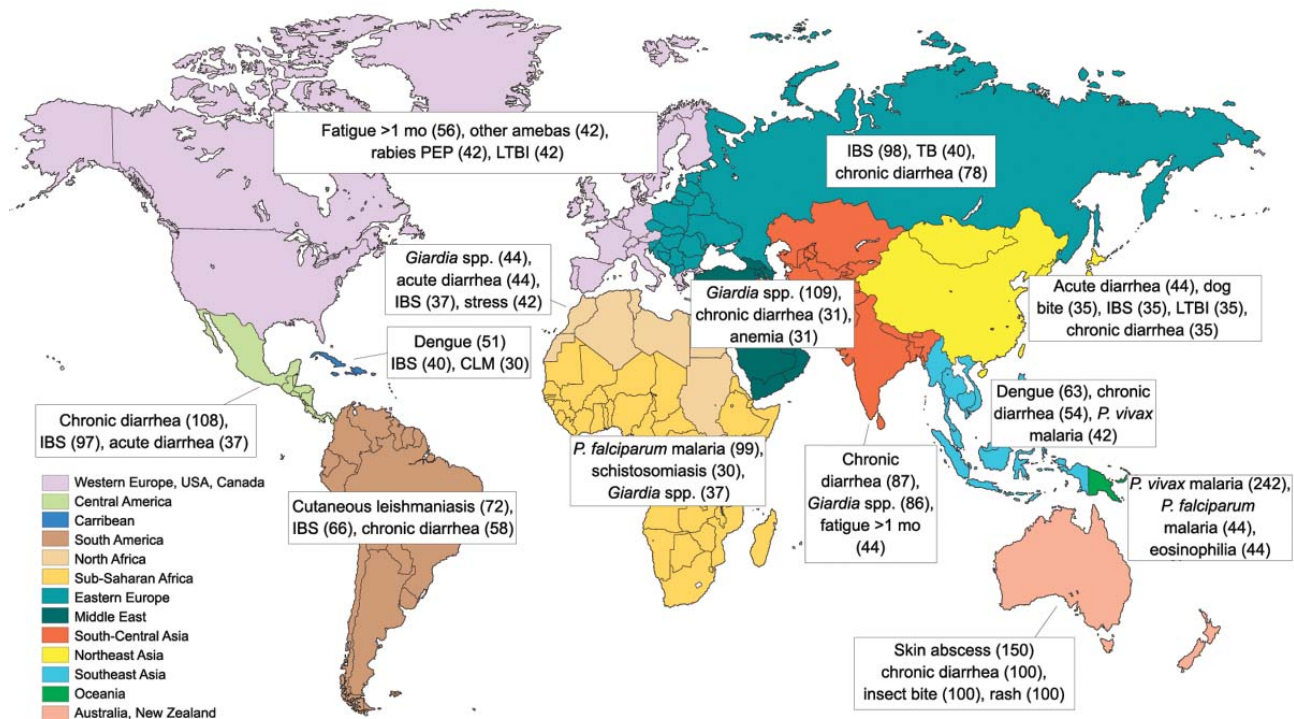 Fatigue >1 mo (56), other amebas (42),
rabies PEP (42), LTBI (42)
IBS (98), TB (40),
chronic diarrhea (78)
Giardia spp. (44),
acute diarrhea (44),
IBS (37), stress (42)
Giardia spp. (109),
chronic diarrhea (31),
anemia (31)
Acute diarrhea (44), dog
bite (35), IBS (35), LTBI (35),
chronic diarrhea (35)
Dengue (51)
IBS (40), CLM (30)
Chronic diarrhea (108),
IBS (97), acute diarrhea (37)
Dengue (63), chronic
diarrhea (54), P. vivax
malaria (42)
P. falciparum malaria (99),
schistosomiasis (30),
Giardia spp. (37)
Chronic
diarrhea (87),
Giardia spp. (86),
fatigue >1 mo
(44)
P. vivax malaria (242),
P. falciparum
malaria (44),
eosinophilia (44)
Cutaneous leishmaniasis (72),
IBS (66), chronic diarrhea (58)
Skin abscess (150)
chronic diarrhea (100),
insect bite (100), rash (100)
Western Europe, USA, Canada
Central America
Carribean
South America
North Africa
Sub-Saharan Africa
Eastern Europe
Middle East
South-Central Asia
Northeast Asia
Southeast Asia
Oceania
Australia, New Zealand